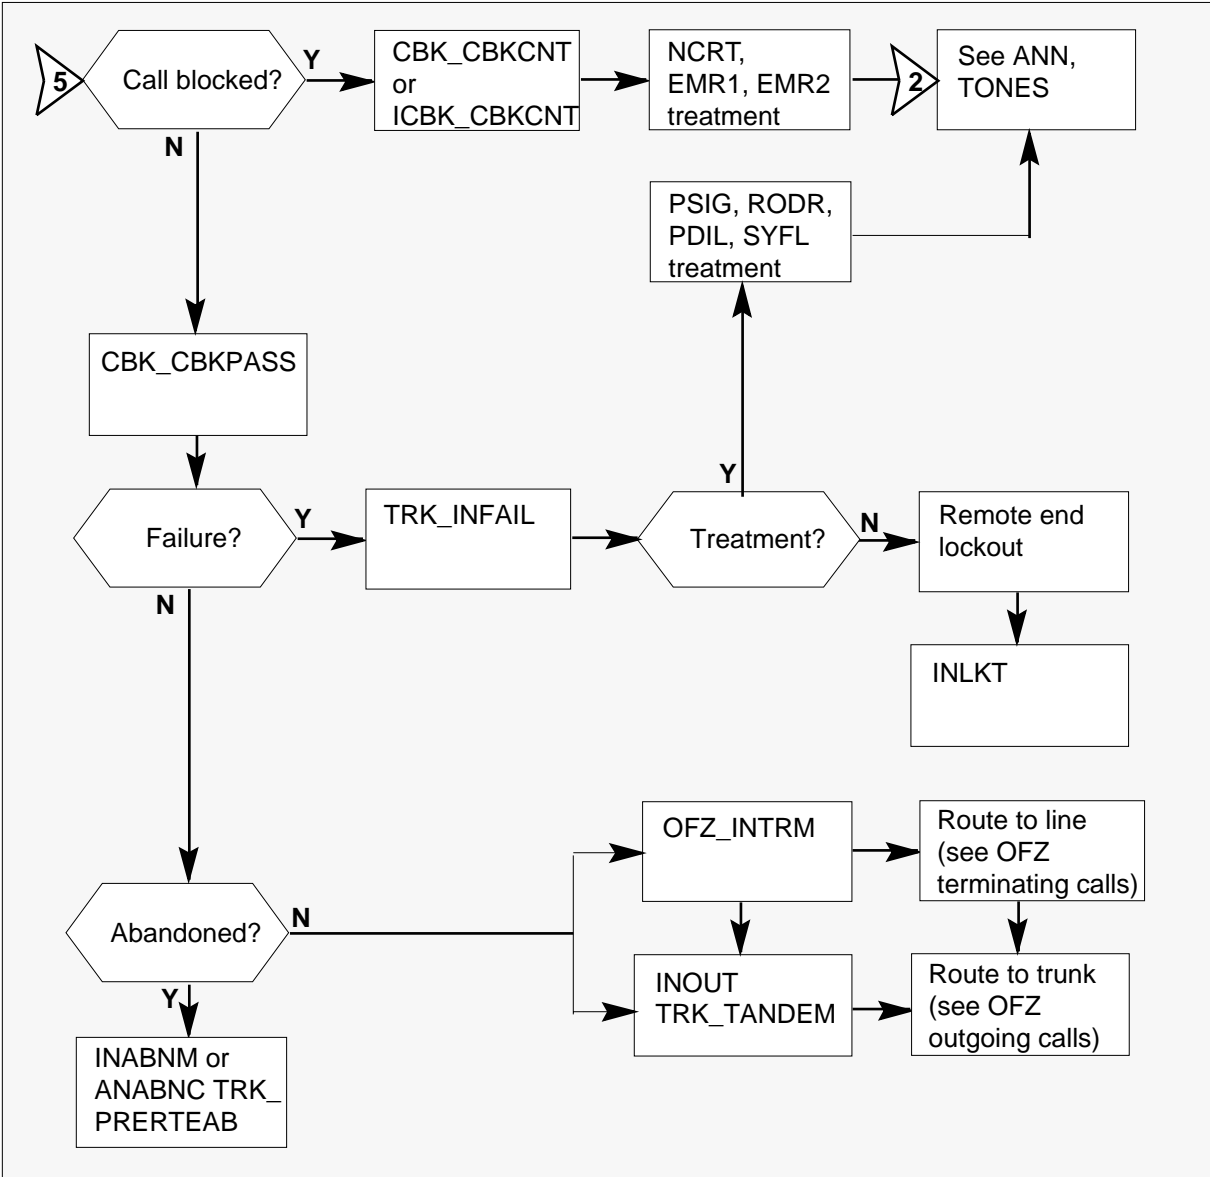 5
Call blocked?
Y
CBK_CBKCNT
or
ICBK_CBKCNT
NCRT,
EMR1, EMR2
treatment
2
See ANN,
TONES
N
PSIG, RODR,
PDIL, SYFL
treatment
CBK_CBKPASS
Y
Failure?
Y
TRK_INFAIL
Treatment?
N
Remote end
lockout
N
INLKT
OFZ_INTRM
Route to line
(see OFZ
terminating calls)
Abandoned?
N
INOUT
TRK_TANDEM
Route to trunk
(see OFZ
outgoing calls)
Y
INABNM or
ANABNC TRK_
PRERTEAB